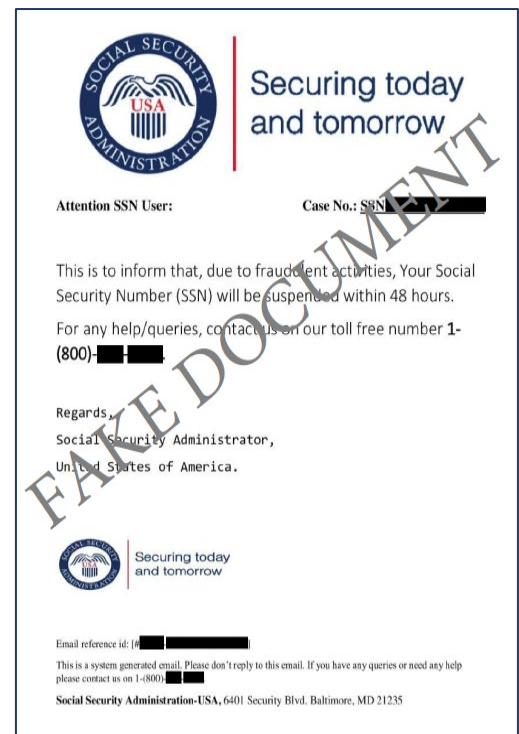 SOCIAL SECURITY ADMINISTRATION
USA
Securing today
and tomorrow
Attention SSN User: Case No.: SSN
This is to inform that, due to fraudulent activities, Your Social
Security Number (SSN) will be suspended within 48 hours.
For any help/queries, contact us on our toll free number 1-
(800)- - .
Regards,
Social Security Administrator,
United States of America.
FAKE DOCUMENT
SOCIAL SECURITY ADMINISTRATION
USA
Securing today
and tomorrow
Email reference id: [# - ]
This is a system generated email. Please don't reply to this email. If you have any queries or need any help
please contact us on 1-(800)- -
Social Security Administration-USA, 6401 Security Blvd. Baltimore, MD 21235